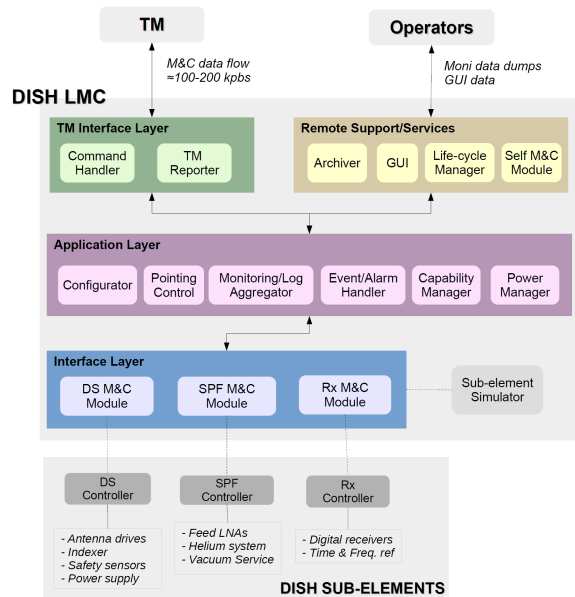 TM
Operators
M&C data flow
≈100-200 kpbs
Moni data dumps
GUI data
DISH LMC
TM Interface Layer
Command
Handler
TM
Reporter
Remote Support/Services
Archiver
GUI
Life-cycle
Manager
Self M&C
Module
Application Layer
Configurator
Pointing
Control
Monitoring/Log
Aggregator
Event/Alarm
Handler
Capability
Manager
Power
Manager
Interface Layer
DS M&C
Module
SPF M&C
Module
Rx M&C
Module
Sub-element
Simulator
DS
Controller
SPF
Controller
Rx
Controller
- Antenna drives
- Indexer
- Safety sensors
- Power supply
- Feed LNAs
- Helium system
- Vacuum Service
- Digital receivers
- Time & Freq. ref
DISH SUB-ELEMENTS